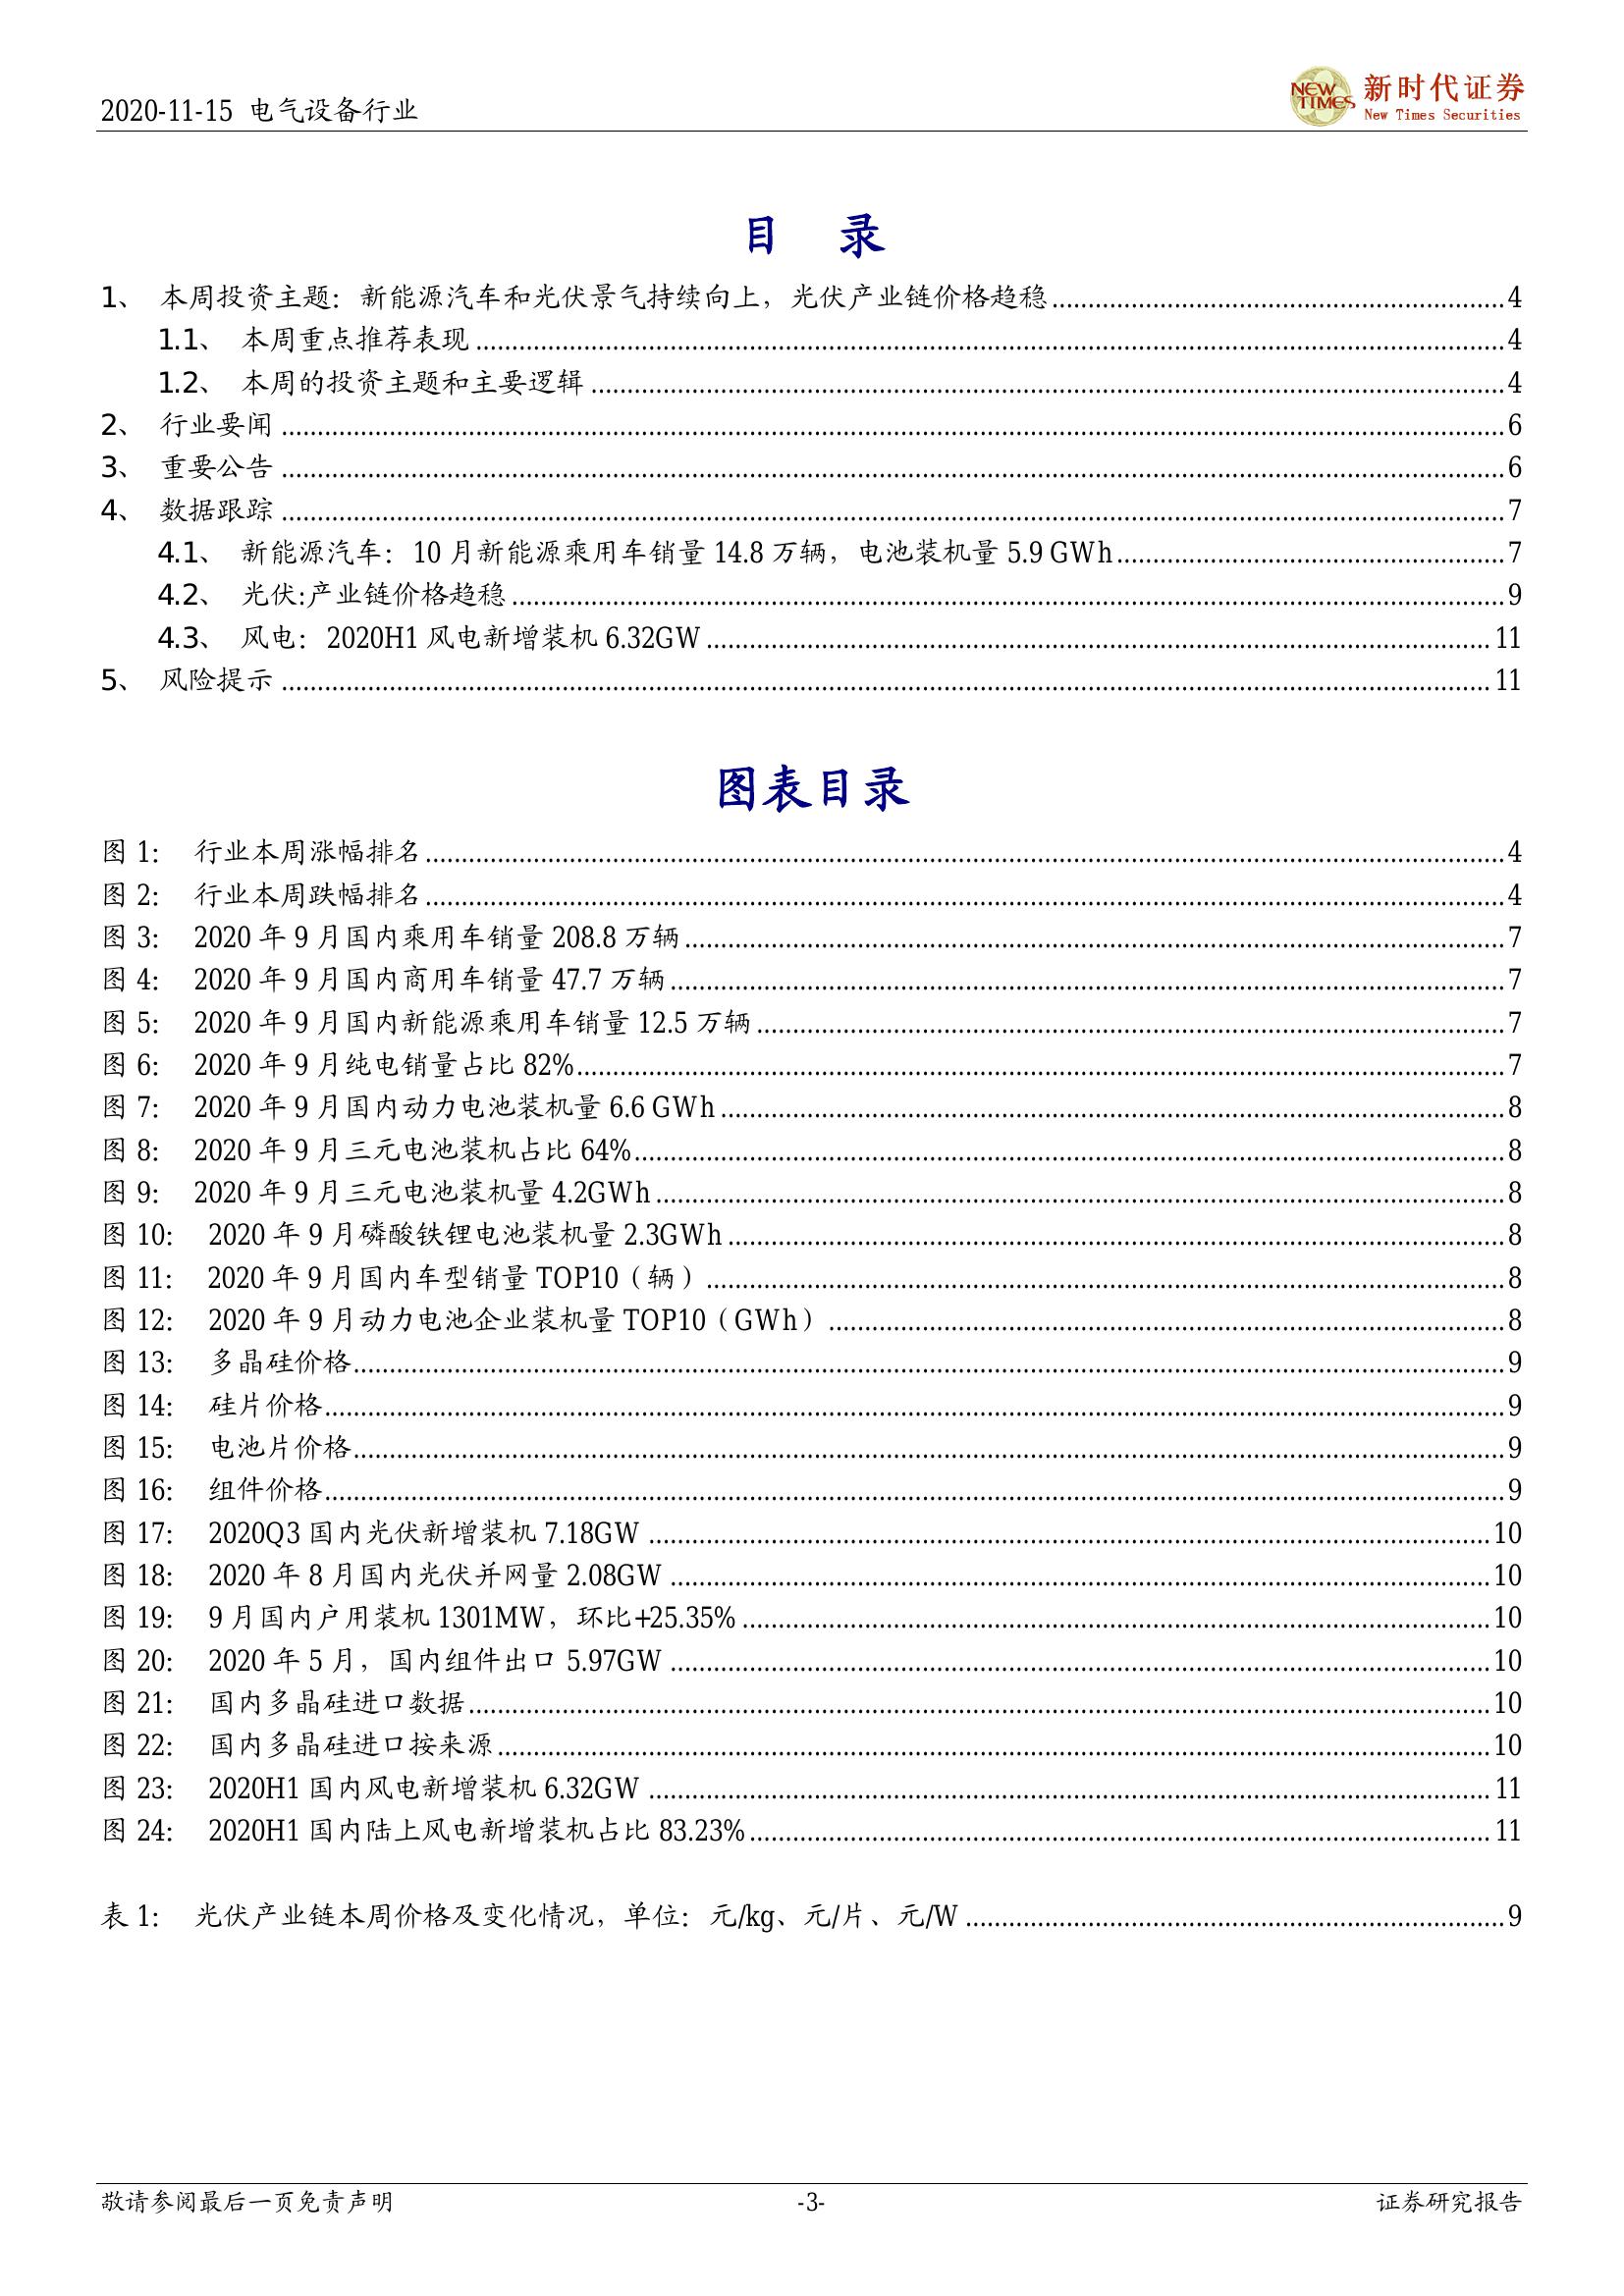 2020-11-15 电气设备行业
NEW TIMES 新时代证券
New Times Securities
目 录
1、 本周投资主题：新能源汽车和光伏景气持续向上，光伏产业链价格趋稳 4
1.1、 本周重点推荐表现 4
1.2、 本周的投资主题和主要逻辑 4
2、 行业要闻 6
3、 重要公告 6
4、 数据跟踪 7
4.1、 新能源汽车：10 月新能源乘用车销量 14.8 万辆，电池装机量 5.9 GWh 7
4.2、 光伏:产业链价格趋稳 9
4.3、 风电：2020H1 风电新增装机 6.32GW 11
5、 风险提示 11
图表目录
图 1： 行业本周涨幅排名 4
图 2： 行业本周跌幅排名 4
图 3： 2020 年 9 月国内乘用车销量 208.8 万辆 7
图 4： 2020 年 9 月国内商用车销量 47.7 万辆 7
图 5： 2020 年 9 月国内新能源乘用车销量 12.5 万辆 7
图 6： 2020 年 9 月纯电销量占比 82% 7
图 7： 2020 年 9 月国内动力电池装机量 6.6 GWh 8
图 8： 2020 年 9 月三元电池装机占比 64% 8
图 9： 2020 年 9 月三元电池装机量 4.2GWh 8
图 10： 2020 年 9 月磷酸铁锂电池装机量 2.3GWh 8
图 11： 2020 年 9 月国内车型销量 TOP10（辆） 8
图 12： 2020 年 9 月动力电池企业装机量 TOP10（GWh） 8
图 13： 多晶硅价格 9
图 14： 硅片价格 9
图 15： 电池片价格 9
图 16： 组件价格 9
图 17： 2020Q3 国内光伏新增装机 7.18GW 10
图 18： 2020 年 8 月国内光伏并网量 2.08GW 10
图 19： 9 月国内户用装机 1301MW，环比+25.35% 10
图 20： 2020 年 5 月，国内组件出口 5.97GW 10
图 21： 国内多晶硅进口数据 10
图 22： 国内多晶硅进口按来源 10
图 23： 2020H1 国内风电新增装机 6.32GW 11
图 24： 2020H1 国内陆上风电新增装机占比 83.23% 11
表 1： 光伏产业链本周价格及变化情况，单位：元/kg、元/片、元/W 9
敬请参阅最后一页免责声明 -3- 证券研究报告